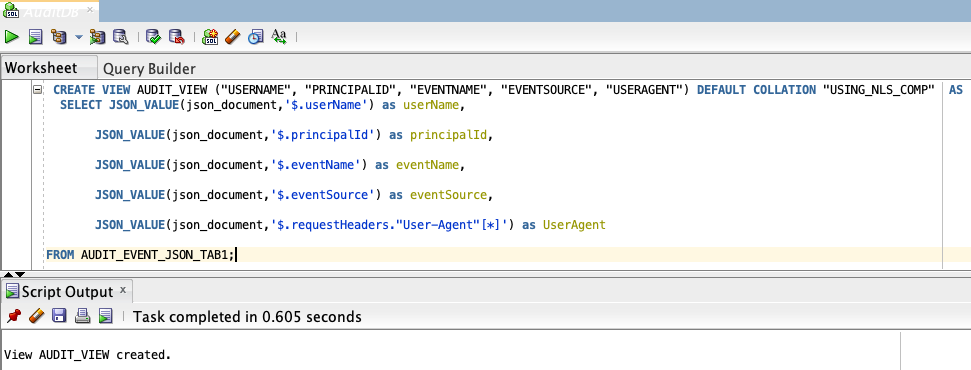 AuditDB
Worksheet Query Builder
CREATE VIEW AUDIT_VIEW ("USERNAME", "PRINCIPALID", "EVENTNAME", "EVENTSOURCE", "USERAGENT") DEFAULT COLLATION "USING_NLS_COMP" AS
SELECT JSON_VALUE(json_document,'$.userName') as userName,
JSON_VALUE(json_document,'$.principalId') as principalId,
JSON_VALUE(json_document,'$.eventName') as eventName,
JSON_VALUE(json_document,'$.eventSource') as eventSource,
JSON_VALUE(json_document,'$.requestHeaders."User-Agent"[*]') as UserAgent
FROM AUDIT_EVENT_JSON_TAB1;
Script Output x
Task completed in 0.605 seconds
View AUDIT_VIEW created.